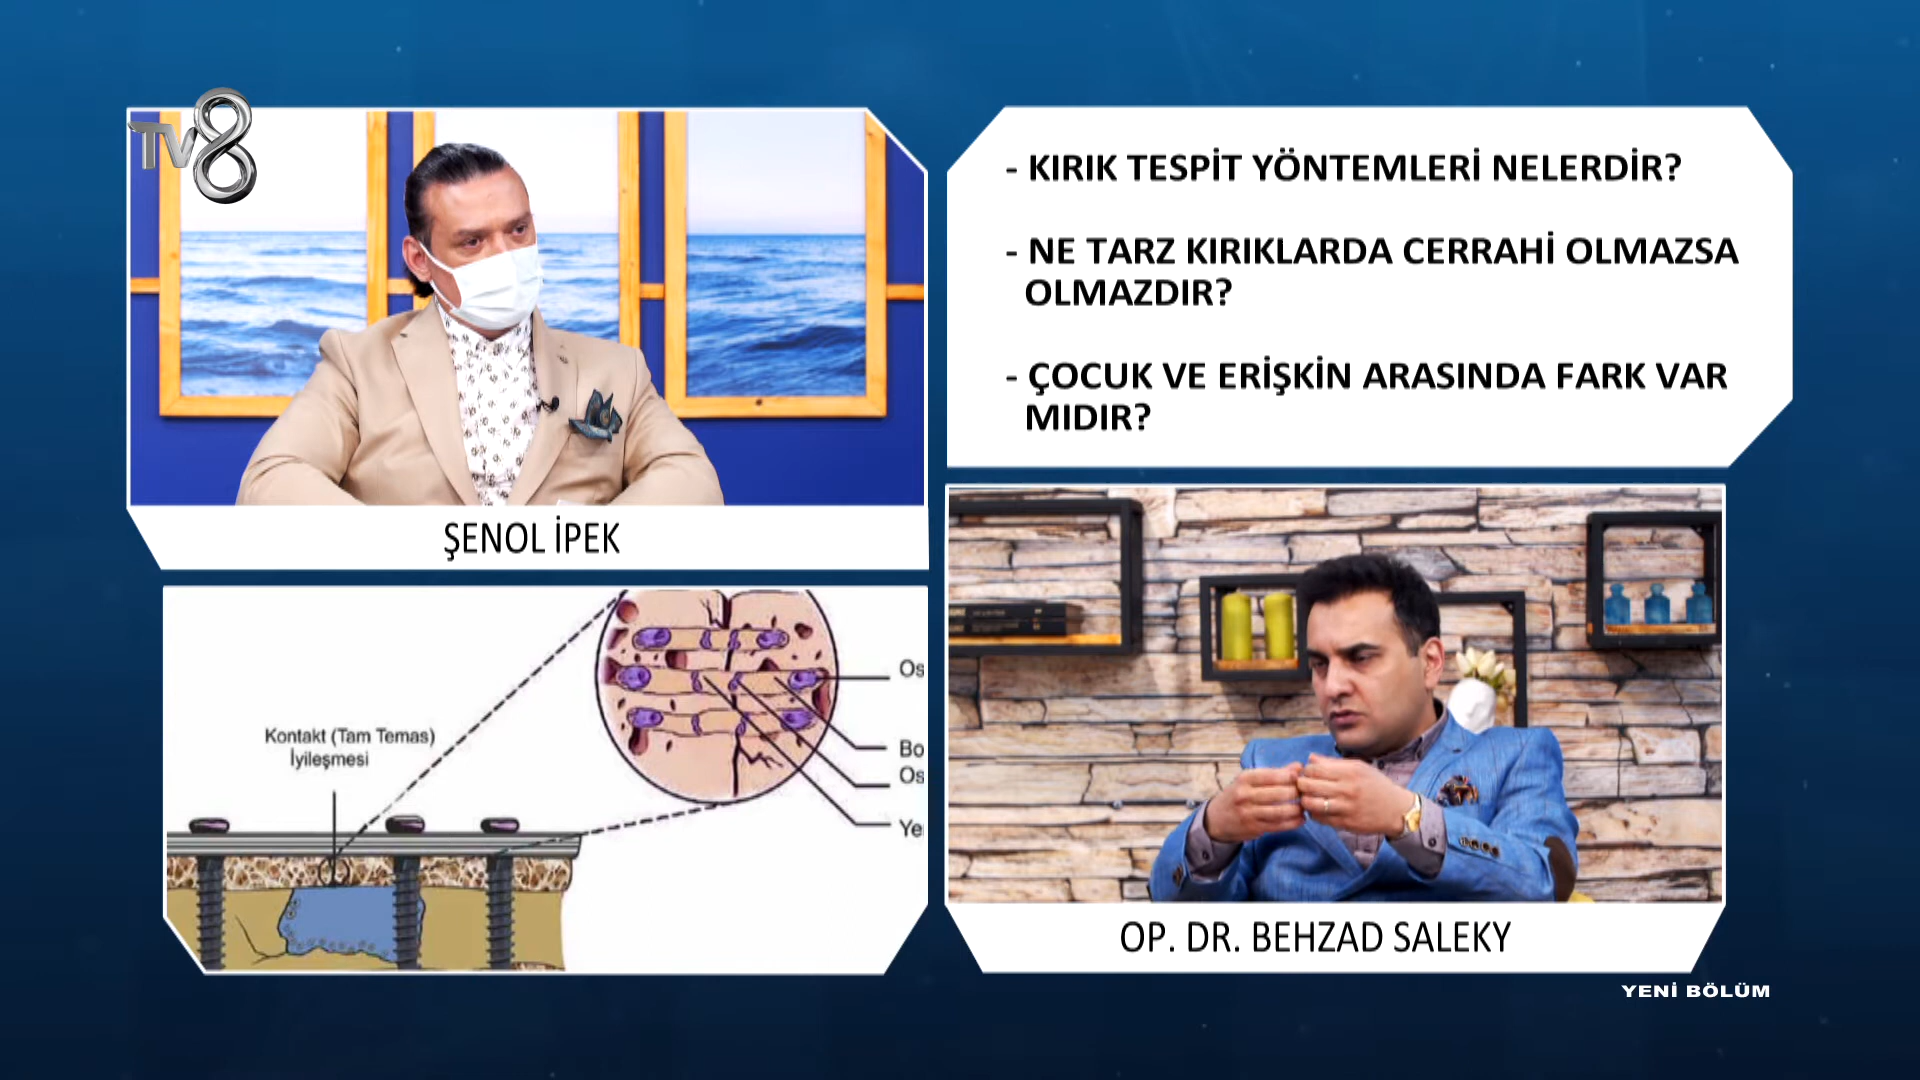 TV8
- KIRIK TESPİT YÖNTEMLERİ NELERDİR?
- NE TARZ KIRIKLARDA CERRAHİ OLMAZSA
OLMAZDIR?
- ÇOCUK VE ERİŞKİN ARASINDA FARK VAR
MIDIR?
ŞENOL İPEK
Kontakt (Tam Temas)
İyileşmesi
Os
Bo
Os
Ye
OP. DR. BEHZAD SALEKY
YENİ BÖLÜM